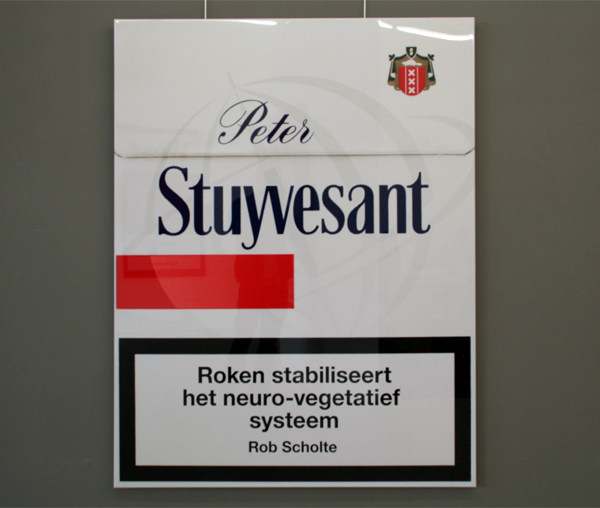 Peter
Stuyvesant
Roken stabiliseert
het neuro-vegetatief
systeem
Rob Scholte